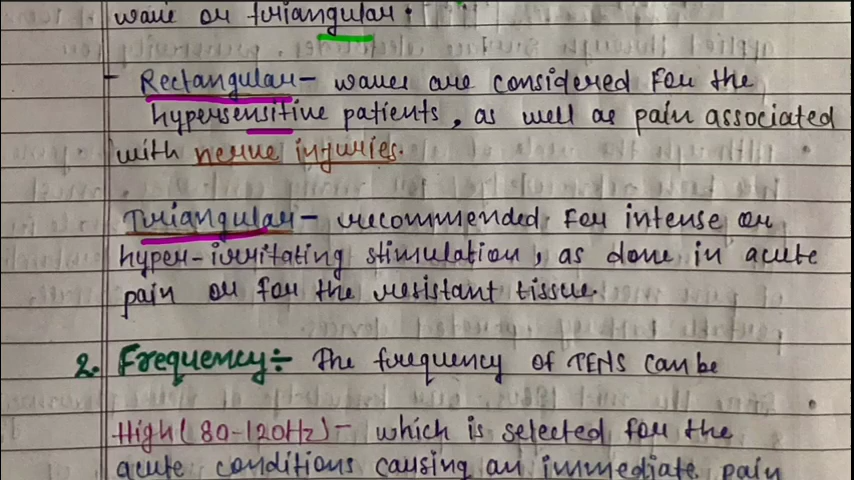 wave or triangular.
- Rectangular - waves are considered for the
hypersensitive patients, as well as pain associated
with nerve injuries.
Triangular - recommended for intense or
hyper-irritating stimulation, as done in acute
pain or for the resistant tissue.
2. Frequency ÷ The frequency of TENS can be
High (80-120Hz) - which is selected for the
acute conditions causing an immediate pain